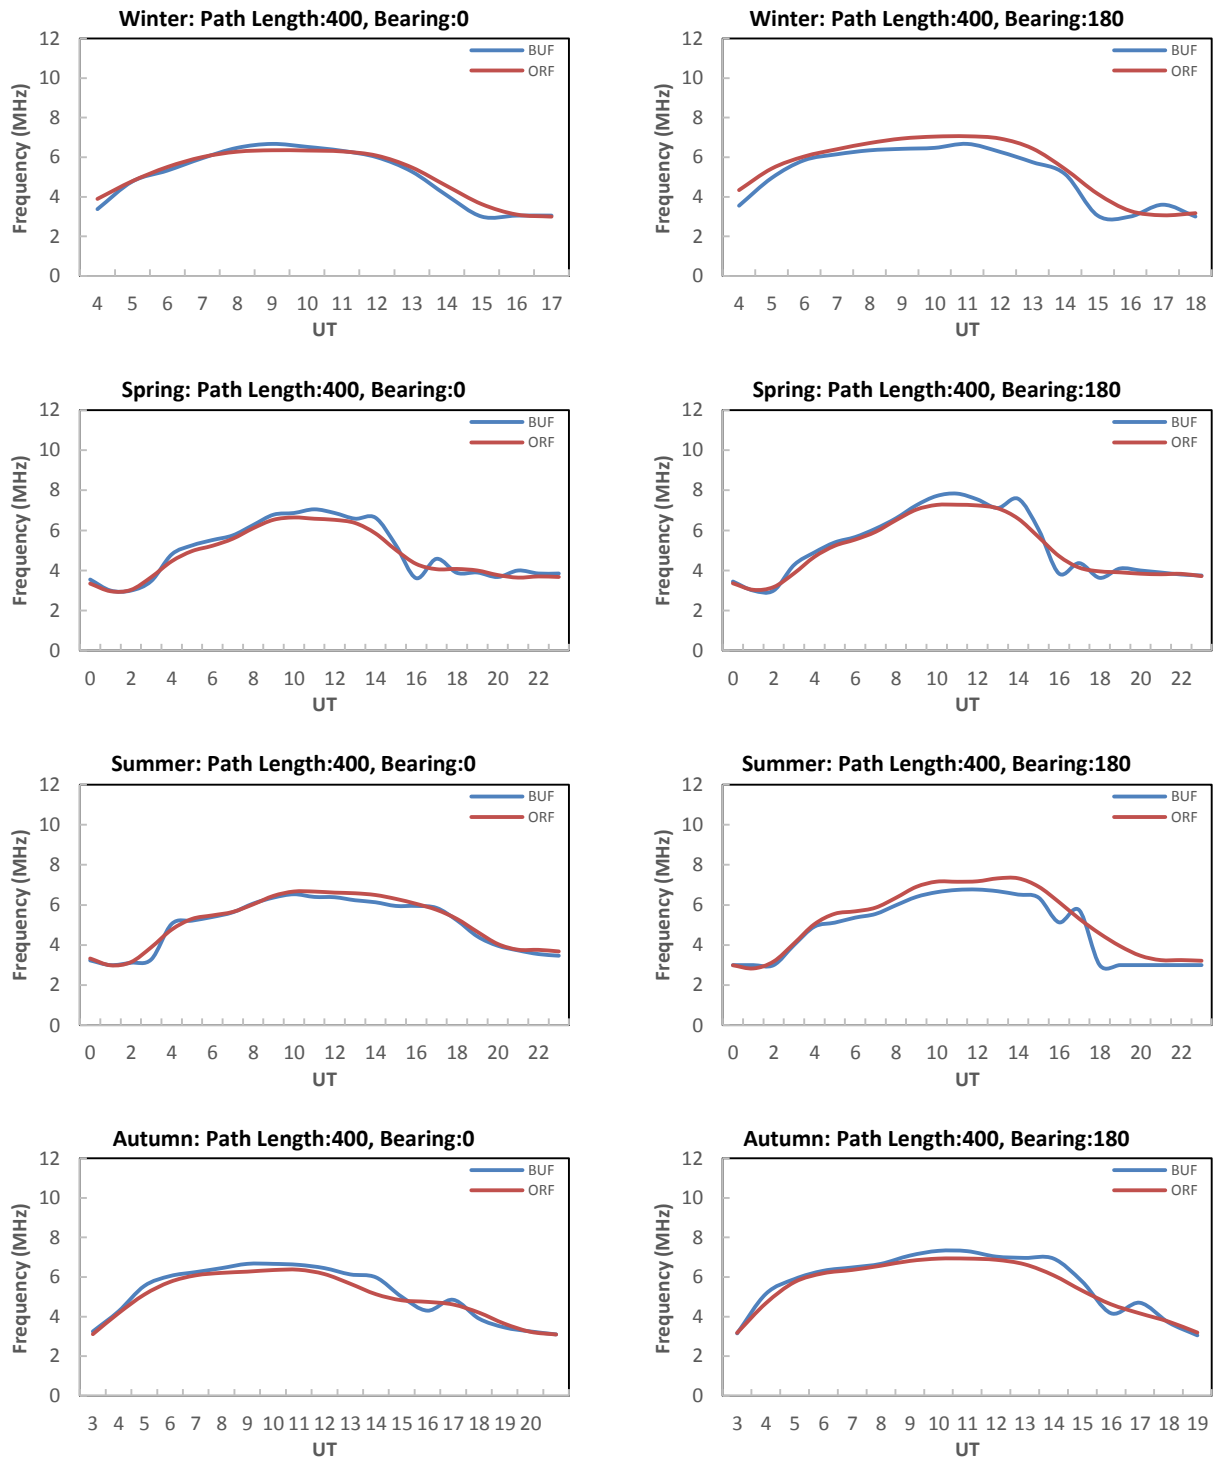 Winter: Path Length:400, Bearing:0
12
10
8
6
4
2
0
Frequency (MHz)
BUF
ORF
4 5 6 7 8 9 10 11 12 13 14 15 16 17
UT
Winter: Path Length:400, Bearing:180
12
10
8
6
4
2
0
Frequency (MHz)
BUF
ORF
4 5 6 7 8 9 10 11 12 13 14 15 16 17 18
UT
Spring: Path Length:400, Bearing:0
12
10
8
6
4
2
0
Frequency (MHz)
BUF
ORF
0 2 4 6 8 10 12 14 16 18 20 22
UT
Spring: Path Length:400, Bearing:180
12
10
8
6
4
2
0
Frequency (MHz)
BUF
ORF
0 2 4 6 8 10 12 14 16 18 20 22
UT
Summer: Path Length:400, Bearing:0
12
10
8
6
4
2
0
Frequency (MHz)
BUF
ORF
0 2 4 6 8 10 12 14 16 18 20 22
UT
Summer: Path Length:400, Bearing:180
12
10
8
6
4
2
0
Frequency (MHz)
BUF
ORF
0 2 4 6 8 10 12 14 16 18 20 22
UT
Autumn: Path Length:400, Bearing:0
12
10
8
6
4
2
0
Frequency (MHz)
BUF
ORF
3 4 5 6 7 8 9 10 11 12 13 14 15 16 17 18 19 20
UT
Autumn: Path Length:400, Bearing:180
12
10
8
6
4
2
0
Frequency (MHz)
BUF
ORF
3 4 5 6 7 8 9 10 11 12 13 14 15 16 17 18 19
UT